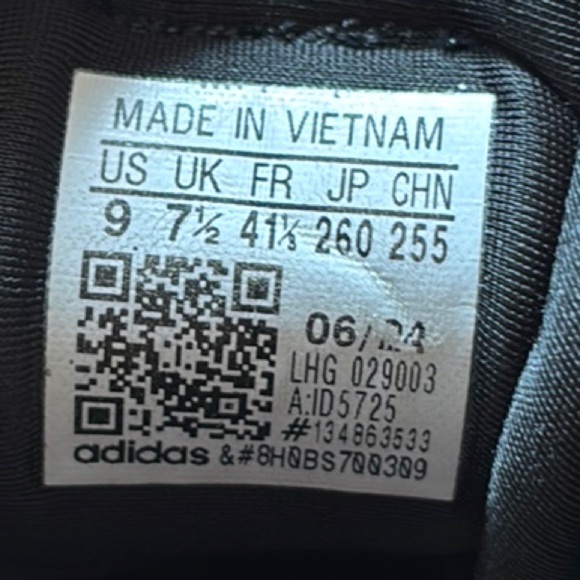 MADE IN VIETNAM
US UK FR JP CHN
9 7½ 41⅓ 260 255
06/24
LHG 029003
A:ID5725
#134863533
adidas &#8H0BS700309